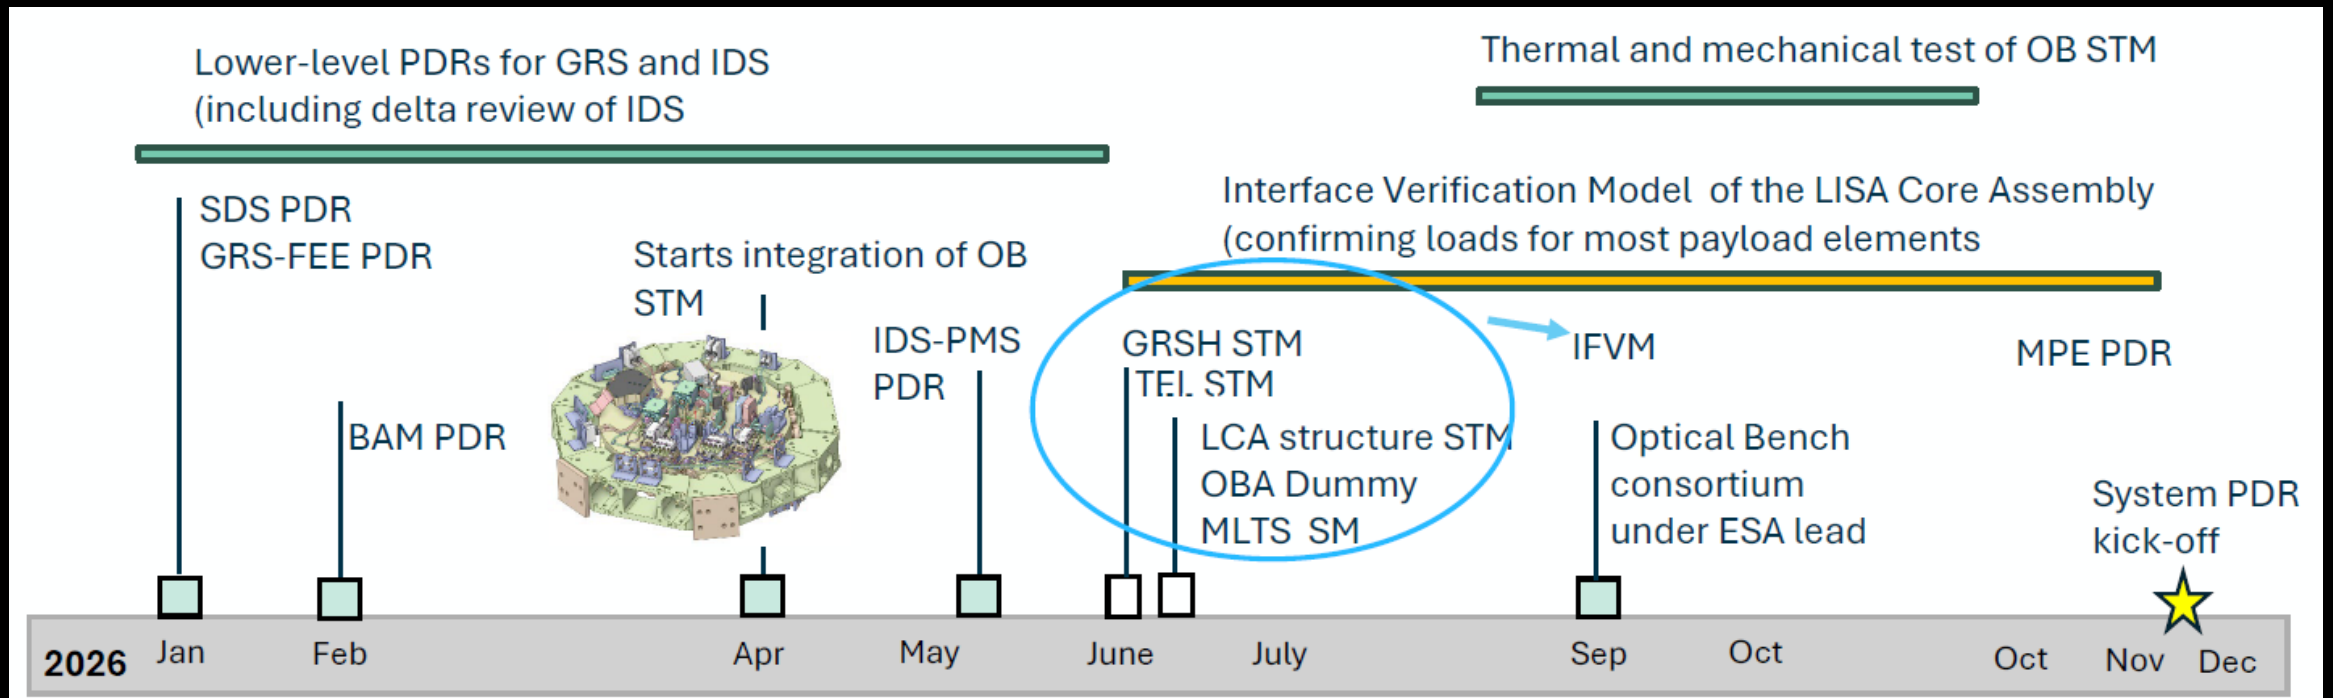 Lower-level PDRs for GRS and IDS
(including delta review of IDS
Thermal and mechanical test of OB STM
Interface Verification Model of the LISA Core Assembly
(confirming loads for most payload elements
SDS PDR
GRS-FEE PDR
BAM PDR
Starts integration of OB
STM
IDS-PMS
PDR
GRSH STM
TEL STM
LCA structure STM
OBA Dummy
MLTS SM
IFVM
Optical Bench
consortium
under ESA lead
MPE PDR
System PDR
kick-off
2026 Jan Feb Apr May June July Sep Oct Oct Nov Dec